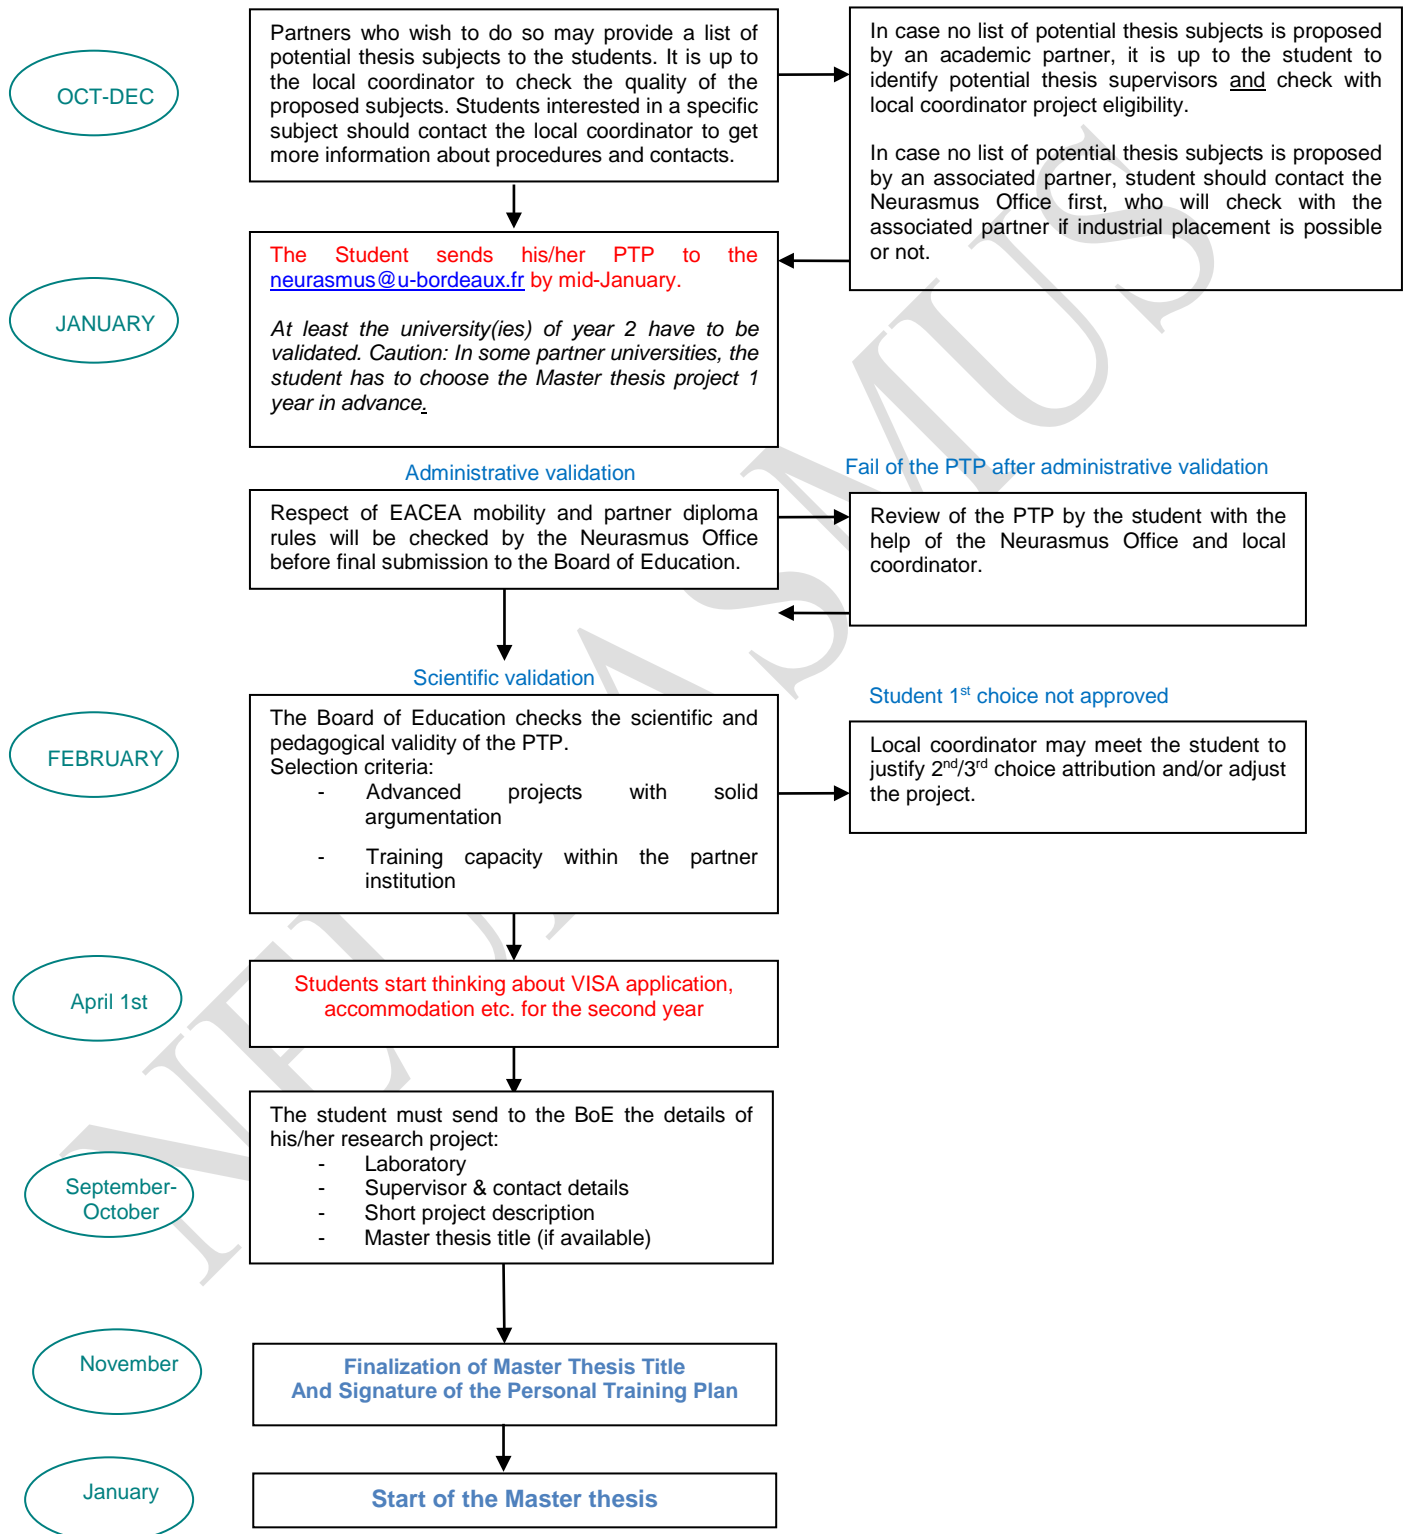 OCT-DEC
Partners who wish to do so may provide a list of
potential thesis subjects to the students. It is up to
the local coordinator to check the quality of the
proposed subjects. Students interested in a specific
subject should contact the local coordinator to get
more information about procedures and contacts.
In case no list of potential thesis subjects is proposed
by an academic partner, it is up to the student to
identify potential thesis supervisors and check with
local coordinator project eligibility.
In case no list of potential thesis subjects is proposed
by an associated partner, student should contact the
Neurasmus Office first, who will check with the
associated partner if industrial placement is possible
or not.
JANUARY
The Student sends his/her PTP to the
neurasmus@u-bordeaux.fr by mid-January.
At least the university(ies) of year 2 have to be
validated. Caution: In some partner universities, the
student has to choose the Master thesis project 1
year in advance.
Administrative validation
Respect of EACEA mobility and partner diploma
rules will be checked by the Neurasmus Office
before final submission to the Board of Education.
Fail of the PTP after administrative validation
Review of the PTP by the student with the
help of the Neurasmus Office and local
coordinator.
Scientific validation
FEBRUARY
The Board of Education checks the scientific and
pedagogical validity of the PTP.
Selection criteria:
- Advanced projects with solid
argumentation
- Training capacity within the partner
institution
Student 1st choice not approved
Local coordinator may meet the student to
justify 2nd/3rd choice attribution and/or adjust
the project.
April 1st
Students start thinking about VISA application,
accommodation etc. for the second year
September-
October
The student must send to the BoE the details of
his/her research project:
- Laboratory
- Supervisor & contact details
- Short project description
- Master thesis title (if available)
November
Finalization of Master Thesis Title
And Signature of the Personal Training Plan
January
Start of the Master thesis
NEURASMUS